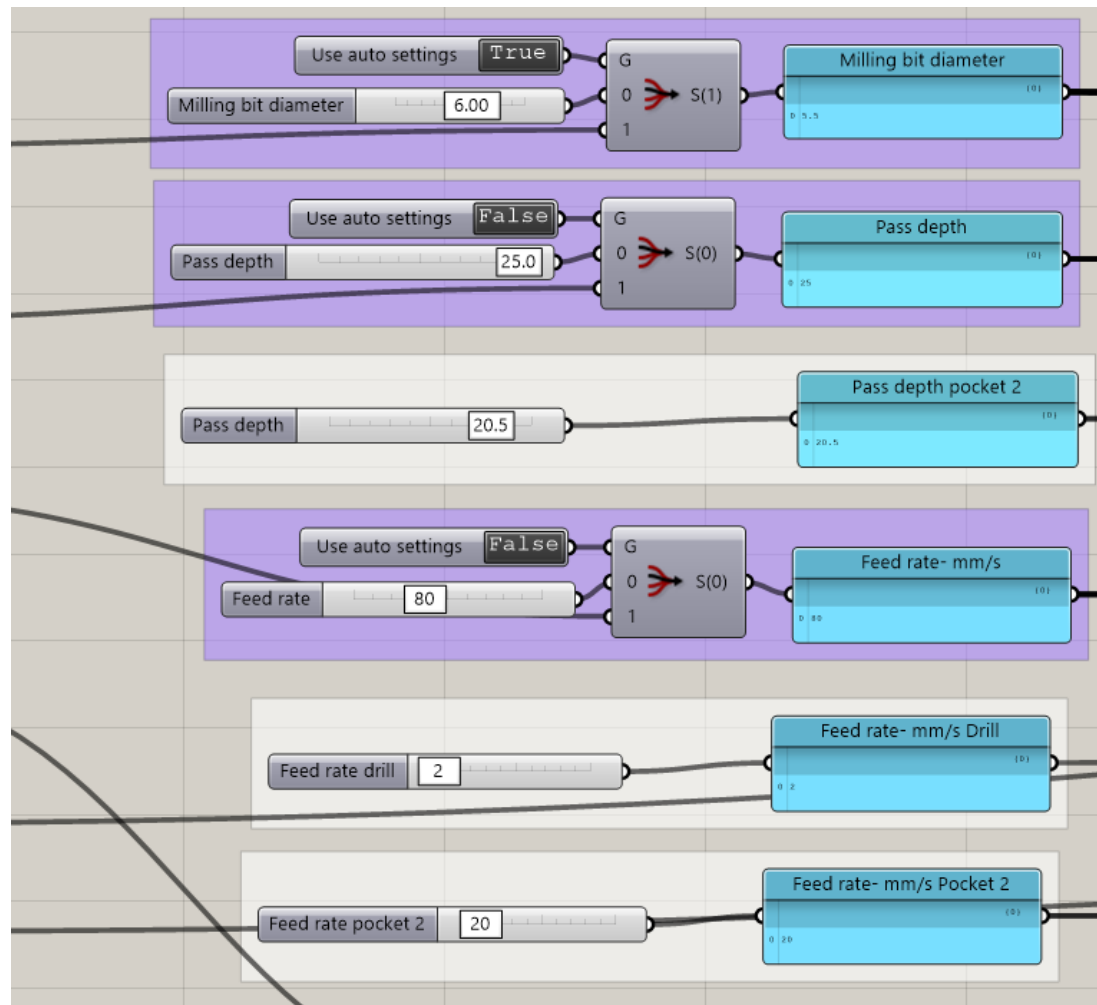 Use auto settings True
Milling bit diameter 6.00
G
0
1
S(1)
Milling bit diameter
{0}
0 5.5
Use auto settings False
Pass depth 25.0
G
0
1
S(0)
Pass depth
{0}
0 25
Pass depth 20.5
Pass depth pocket 2
{0}
0 20.5
Use auto settings False
Feed rate 80
G
0
1
S(0)
Feed rate- mm/s
{0}
0 80
Feed rate drill 2
Feed rate- mm/s Drill
{0}
0 2
Feed rate pocket 2 20
Feed rate- mm/s Pocket 2
{0}
0 20